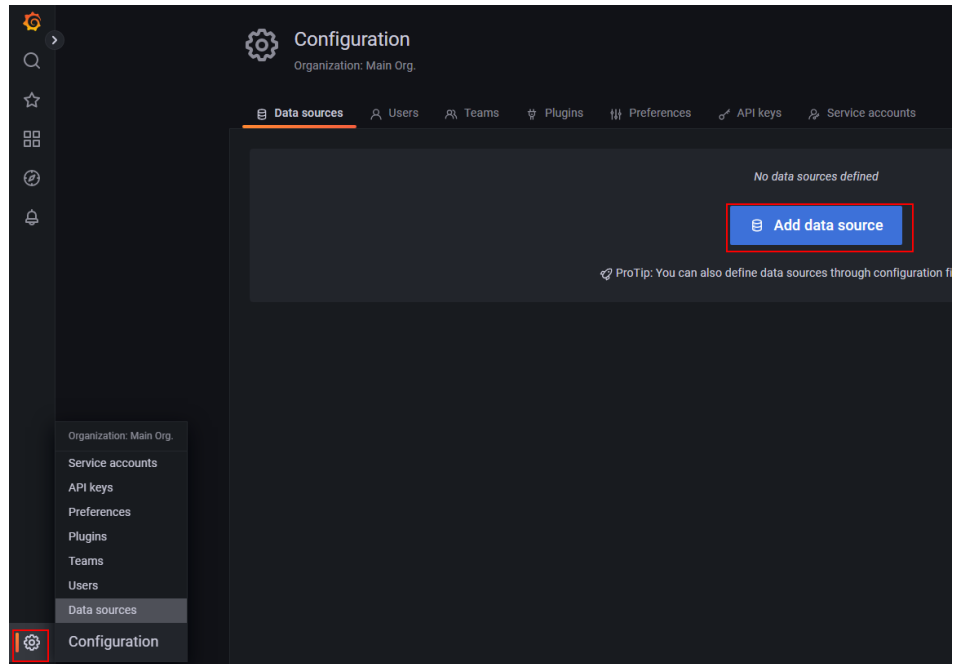 Configuration
Organization: Main Org.
Data sources Users Teams Plugins Preferences API keys Service accounts
No data sources defined
Add data source
ProTip: You can also define data sources through configuration fi
Organization: Main Org.
Service accounts
API keys
Preferences
Plugins
Teams
Users
Data sources
Configuration